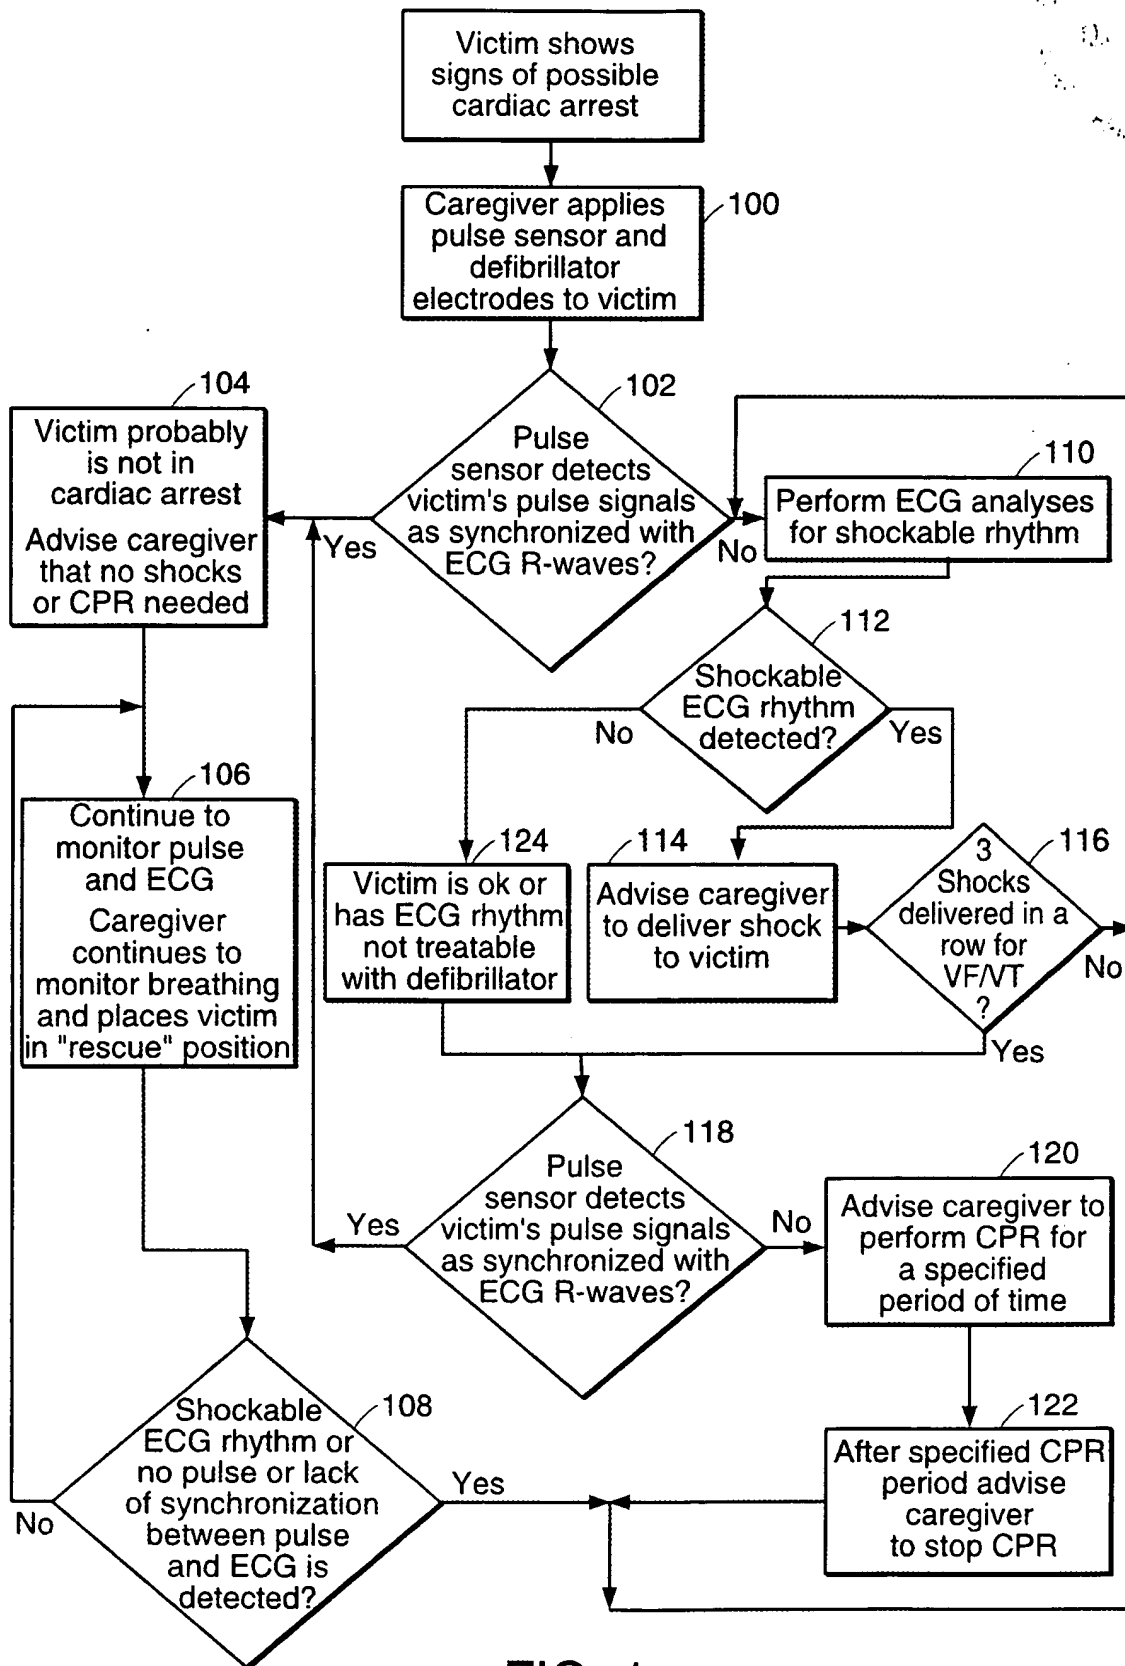 Victim shows
signs of possible
cardiac arrest
Caregiver applies
pulse sensor and
defibrillator
electrodes to victim
100
102
Pulse
sensor detects
victim's pulse signals
as synchronized with
ECG R-waves?
Yes
No
104
Victim probably
is not in
cardiac arrest
Advise caregiver
that no shocks
or CPR needed
110
Perform ECG analyses
for shockable rhythm
112
Shockable
ECG rhythm
detected?
No
Yes
106
Continue to
monitor pulse
and ECG
Caregiver
continues to
monitor breathing
and places victim
in "rescue" position
124
Victim is ok or
has ECG rhythm
not treatable
with defibrillator
114
Advise caregiver
to deliver shock
to victim
116
3
Shocks
delivered in a
row for
VF/VT
?
No
Yes
118
Pulse
sensor detects
victim's pulse signals
as synchronized with
ECG R-waves?
Yes
No
120
Advise caregiver to
perform CPR for
a specified
period of time
108
Shockable
ECG rhythm or
no pulse or lack
of synchronization
between pulse
and ECG is
detected?
No
Yes
122
After specified CPR
period advise
caregiver
to stop CPR